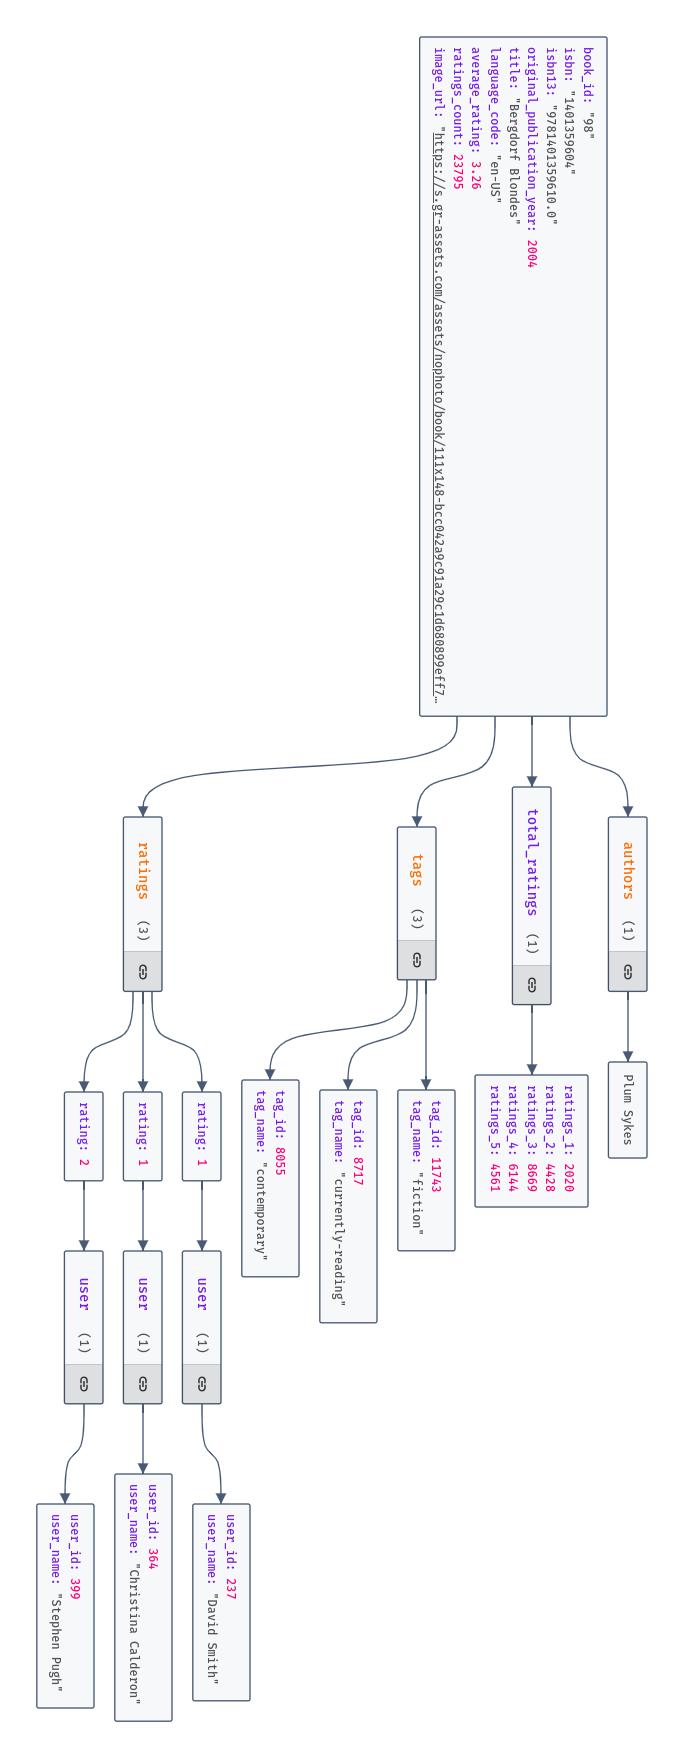 book_id: "98"
isbn: "1401359604"
isbn13: "9781401359610.0"
original_publication_year: 2004
title: "Bergdorf Blondes"
language_code: "en-US"
average_rating: 3.26
ratings_count: 23795
image_url: "https://s.gr-assets.com/assets/nophoto/book/111x148-bcc042a9c91a29c1d680899eff7…
authors (1)
Plum Sykes
total_ratings (1)
ratings_1: 2020
ratings_2: 4428
ratings_3: 8669
ratings_4: 6144
ratings_5: 4561
tags (3)
tag_id: 11743
tag_name: "fiction"
tag_id: 8717
tag_name: "currently-reading"
tag_id: 8055
tag_name: "contemporary"
ratings (3)
rating: 1
user (1)
user_id: 237
user_name: "David Smith"
rating: 1
user (1)
user_id: 364
user_name: "Christina Calderon"
rating: 2
user (1)
user_id: 399
user_name: "Stephen Pugh"